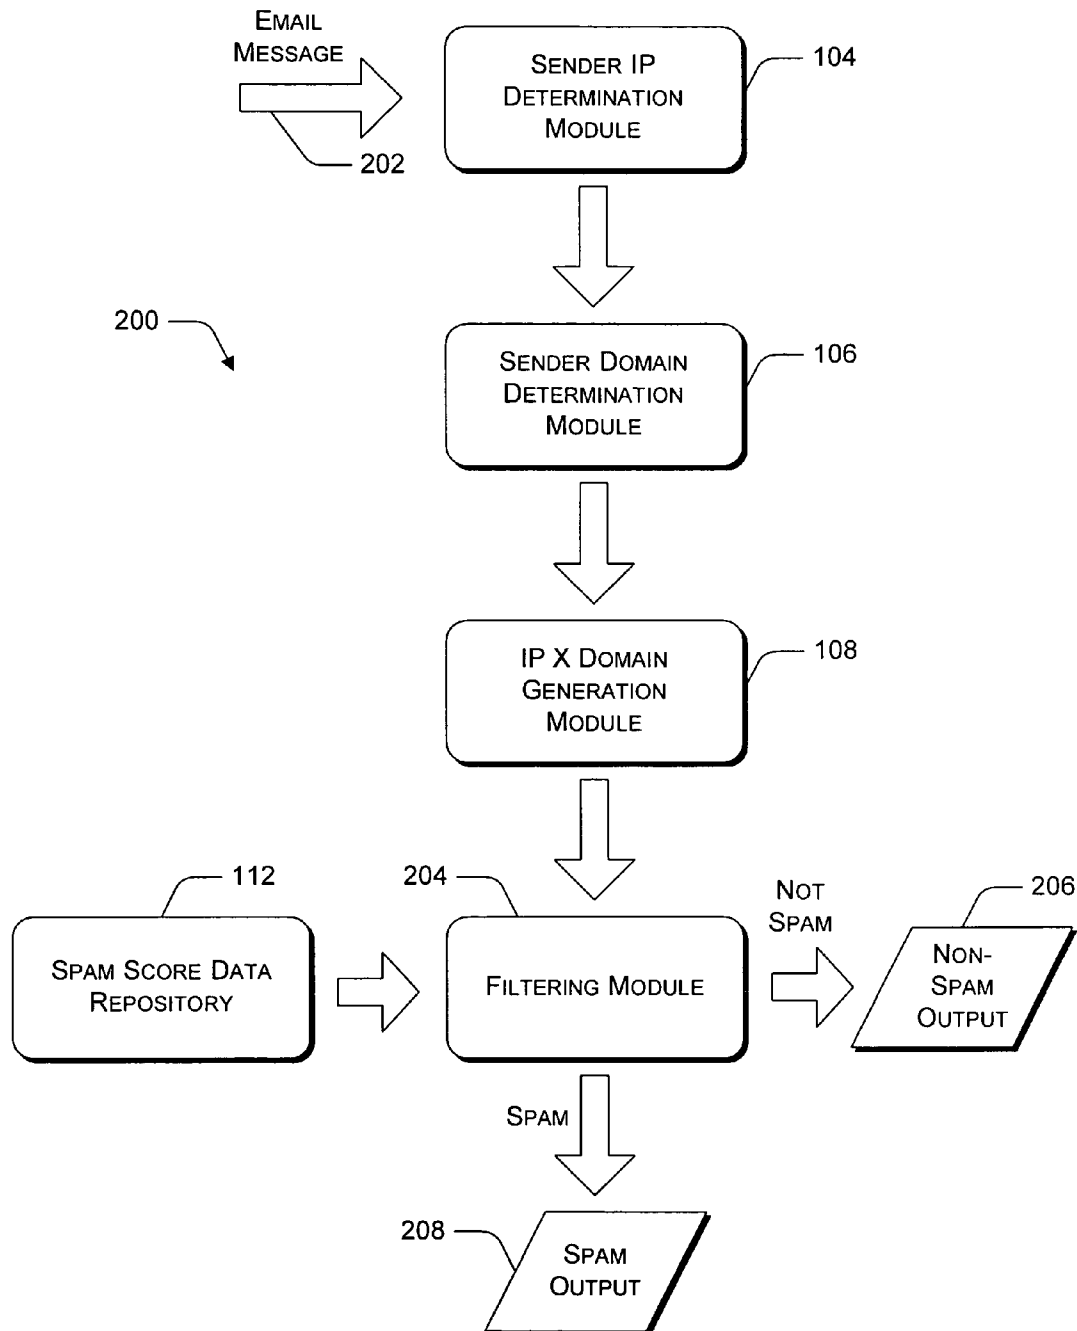 EMAIL
MESSAGE
202
SENDER IP
DETERMINATION
MODULE
104
200
SENDER DOMAIN
DETERMINATION
MODULE
106
IP X DOMAIN
GENERATION
MODULE
108
112
SPAM SCORE DATA
REPOSITORY
204
FILTERING MODULE
NOT
SPAM
206
NON-
SPAM
OUTPUT
SPAM
208
SPAM
OUTPUT